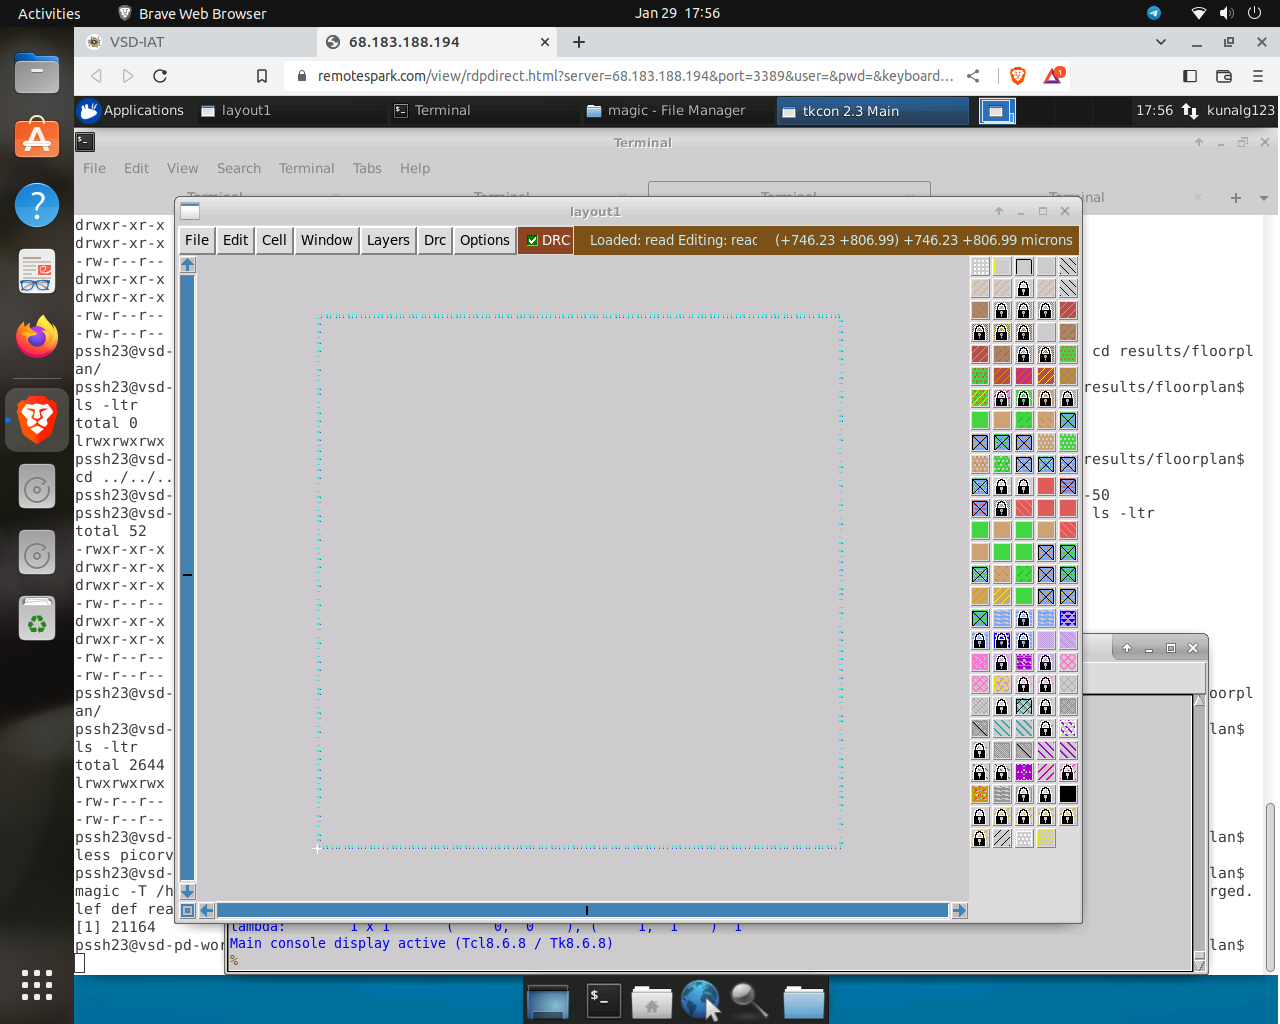 Activities Brave Web Browser Jan 29 17:56
VSD-IAT 68.183.188.194
remotespark.com/view/rdpdirect.html?server=68.183.188.194&port=3389&user=&pwd=&keyboard... 1
Applications layout1 Terminal magic - File Manager tkcon 2.3 Main 17:56 kunalg123
Terminal
File Edit View Search Terminal Tabs Help
Terminal Terminal Terminal Terminal
layout1
File Edit Cell Window Layers Drc Options DRC Loaded: read Editing: read (+746.23 +806.99) +746.23 +806.99 microns
drwxr-xr-x
drwxr-xr-x
-rw-r--r--
drwxr-xr-x
drwxr-xr-x
-rw-r--r--
-rw-r--r--
pssh23@vsd- cd results/floorpl
an/
pssh23@vsd- results/floorplan$
ls -ltr
total 0
lrwxrwxrwx
pssh23@vsd- results/floorplan$
cd ../../..
pssh23@vsd- -50
pssh23@vsd- ls -ltr
total 52
-rwxr-xr-x
drwxr-xr-x
drwxr-xr-x
-rw-r--r--
drwxr-xr-x
drwxr-xr-x
-rw-r--r--
-rw-r--r--
pssh23@vsd- oorpl
an/
pssh23@vsd- lan$
ls -ltr
total 2644
lrwxrwxrwx
-rw-r--r--
-rw-r--r--
pssh23@vsd- lan$
less picorv
pssh23@vsd- lan$
magic -T /h rged.
lef def rea
[1] 21164
pssh23@vsd-pd-wor lan$
lambda: 1 x 1 ( 0, 0 ), ( 1, 1 ) 1
Main console display active (Tcl8.6.8 / Tk8.6.8)
%